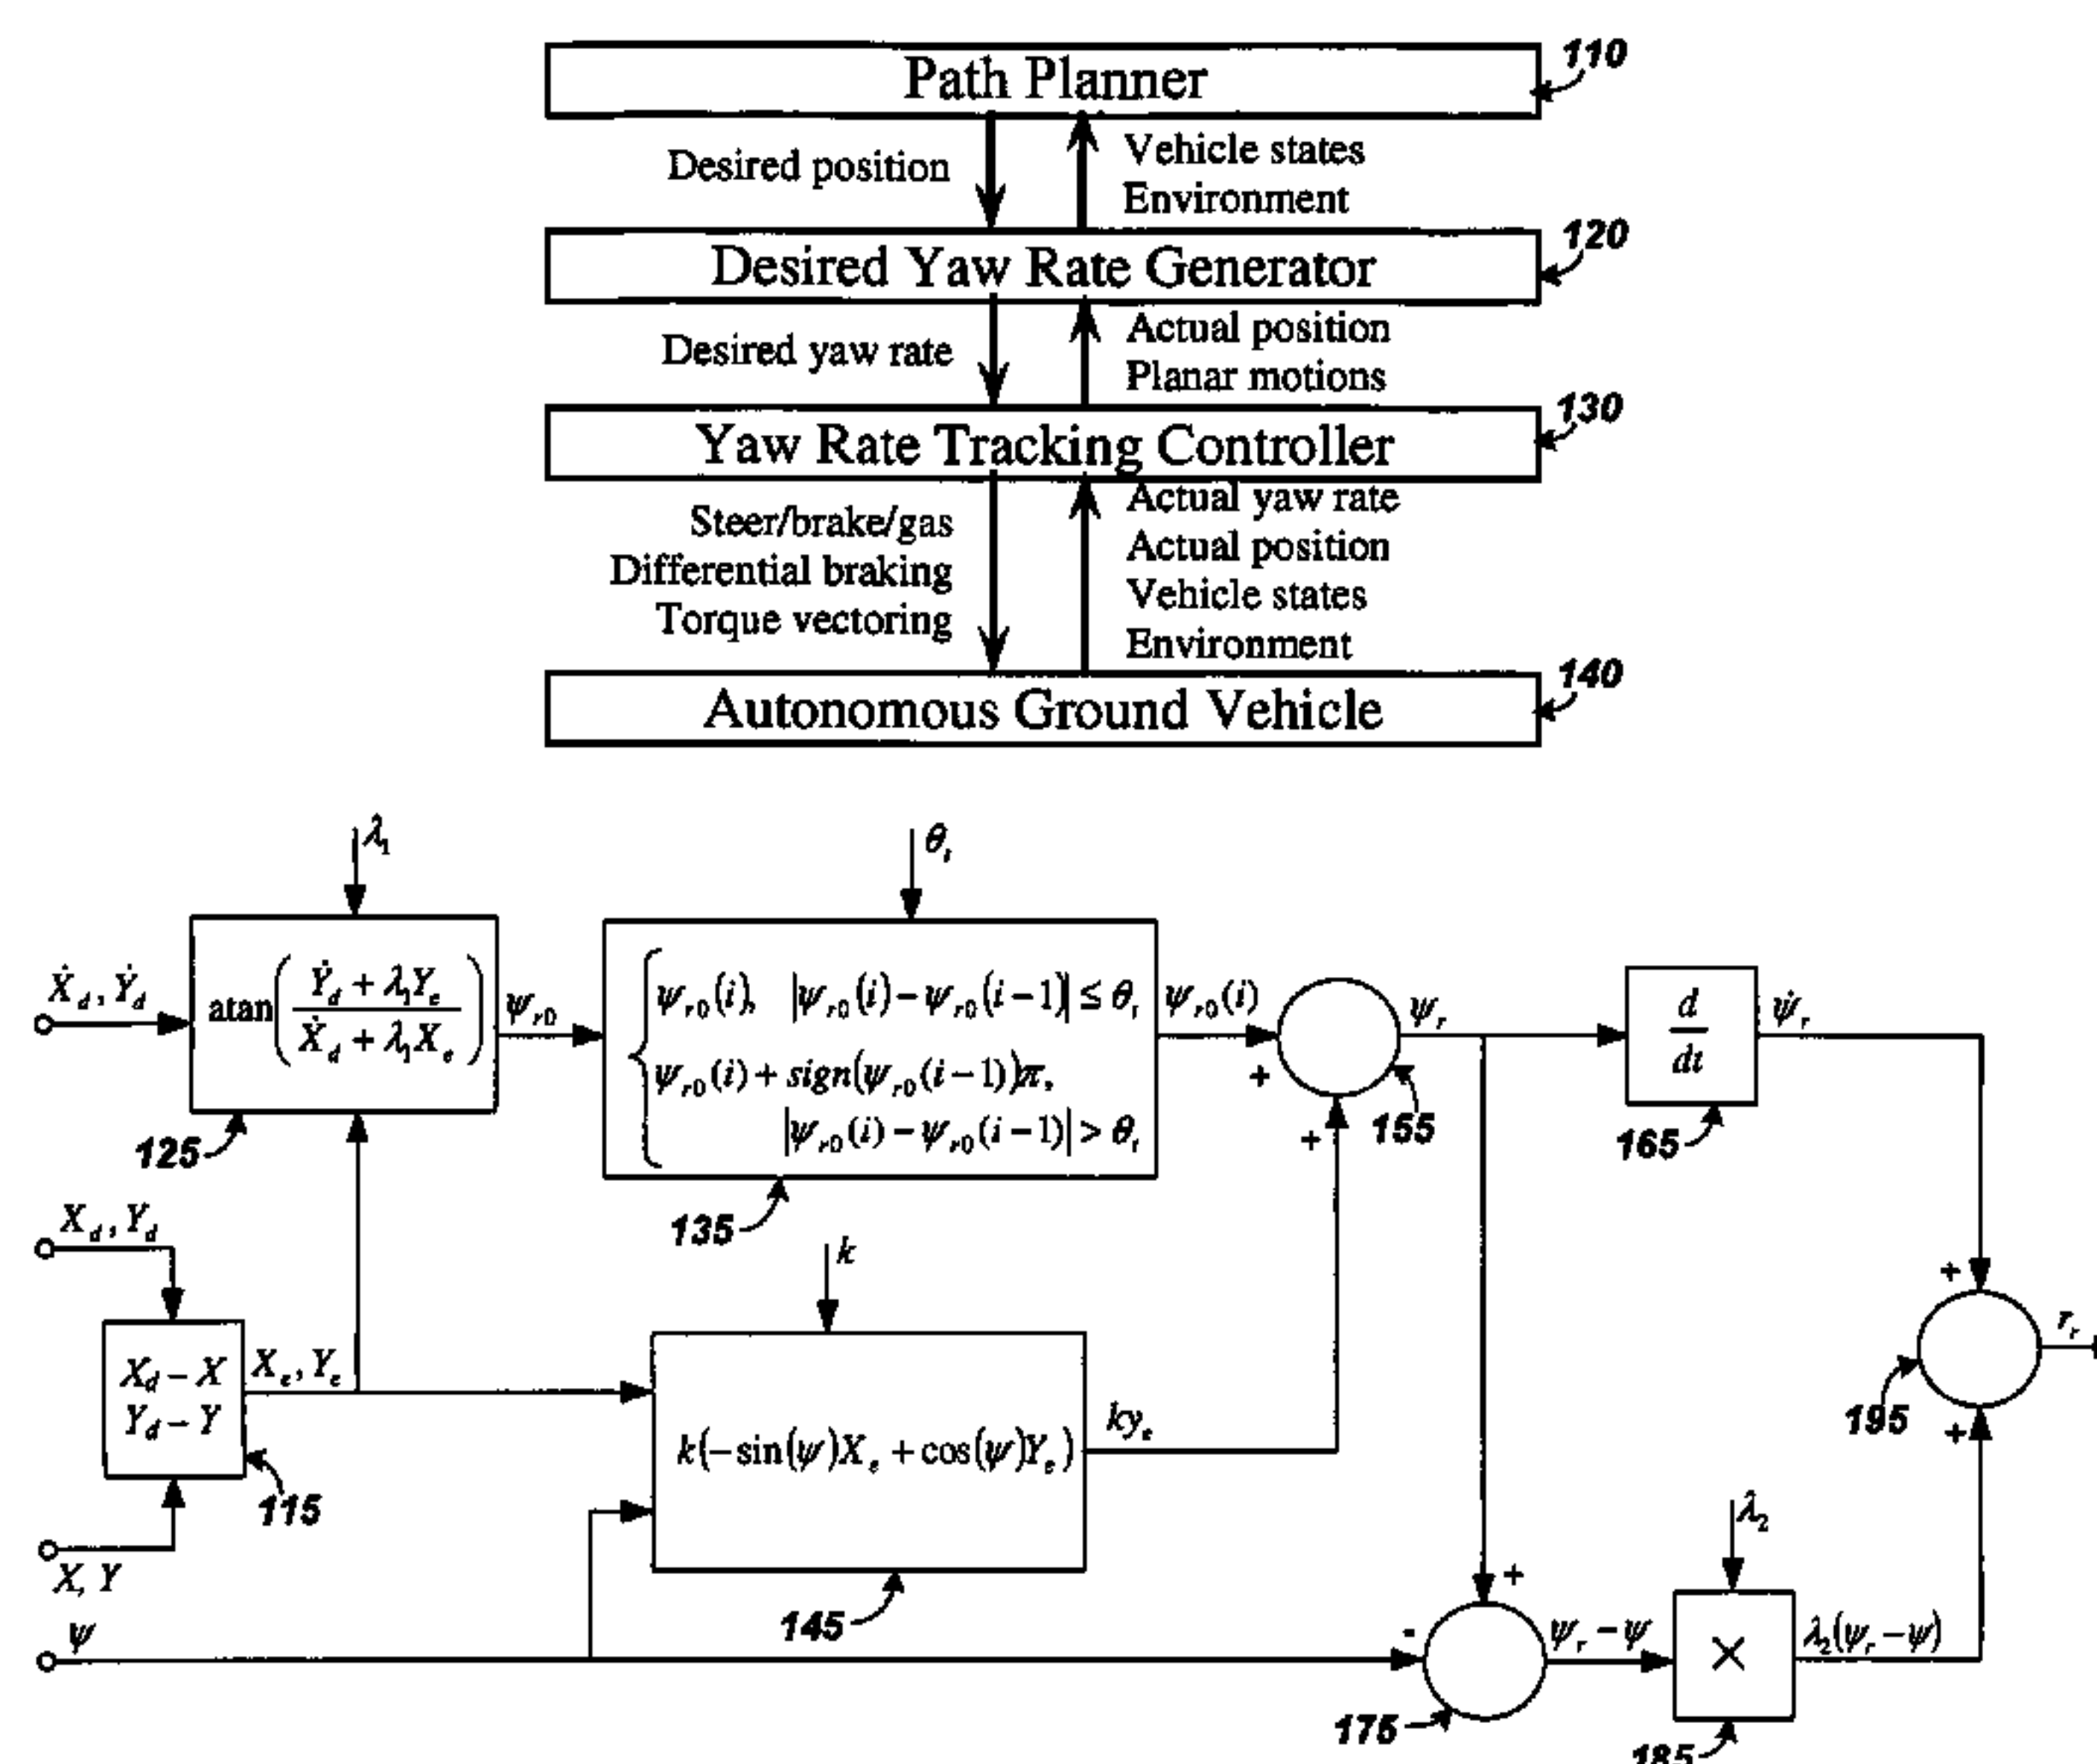 Path Planner
110
Desired position
Vehicle states
Environment
Desired Yaw Rate Generator
120
Desired yaw rate
Actual position
Planar motions
Yaw Rate Tracking Controller
130
Steer/brake/gas
Differential braking
Torque vectoring
Actual yaw rate
Actual position
Vehicle states
Environment
Autonomous Ground Vehicle
140
λ₁
θₜ
Ẋ_d, Ẏ_d
atan((Ẏ_d + λ₁Y_e) / (Ẋ_d + λ₁X_e))
125
ψ_r0
ψ_r0(i), |ψ_r0(i) − ψ_r0(i−1)| ≤ θₜ
ψ_r0(i) + sign(ψ_r0(i−1))π,
|ψ_r0(i) − ψ_r0(i−1)| > θₜ
135
ψ_r0(i)
+
+
155
ψ_r
d
dt
165
ψ̇_r
X_d, Y_d
X_d − X
Y_d − Y
115
X_e, Y_e
X, Y
ψ
k
k(−sin(ψ)X_e + cos(ψ)Y_e)
145
ky_e
+
-
175
ψ_r − ψ
λ₂
×
185
λ₂(ψ_r − ψ)
+
+
195
r_r